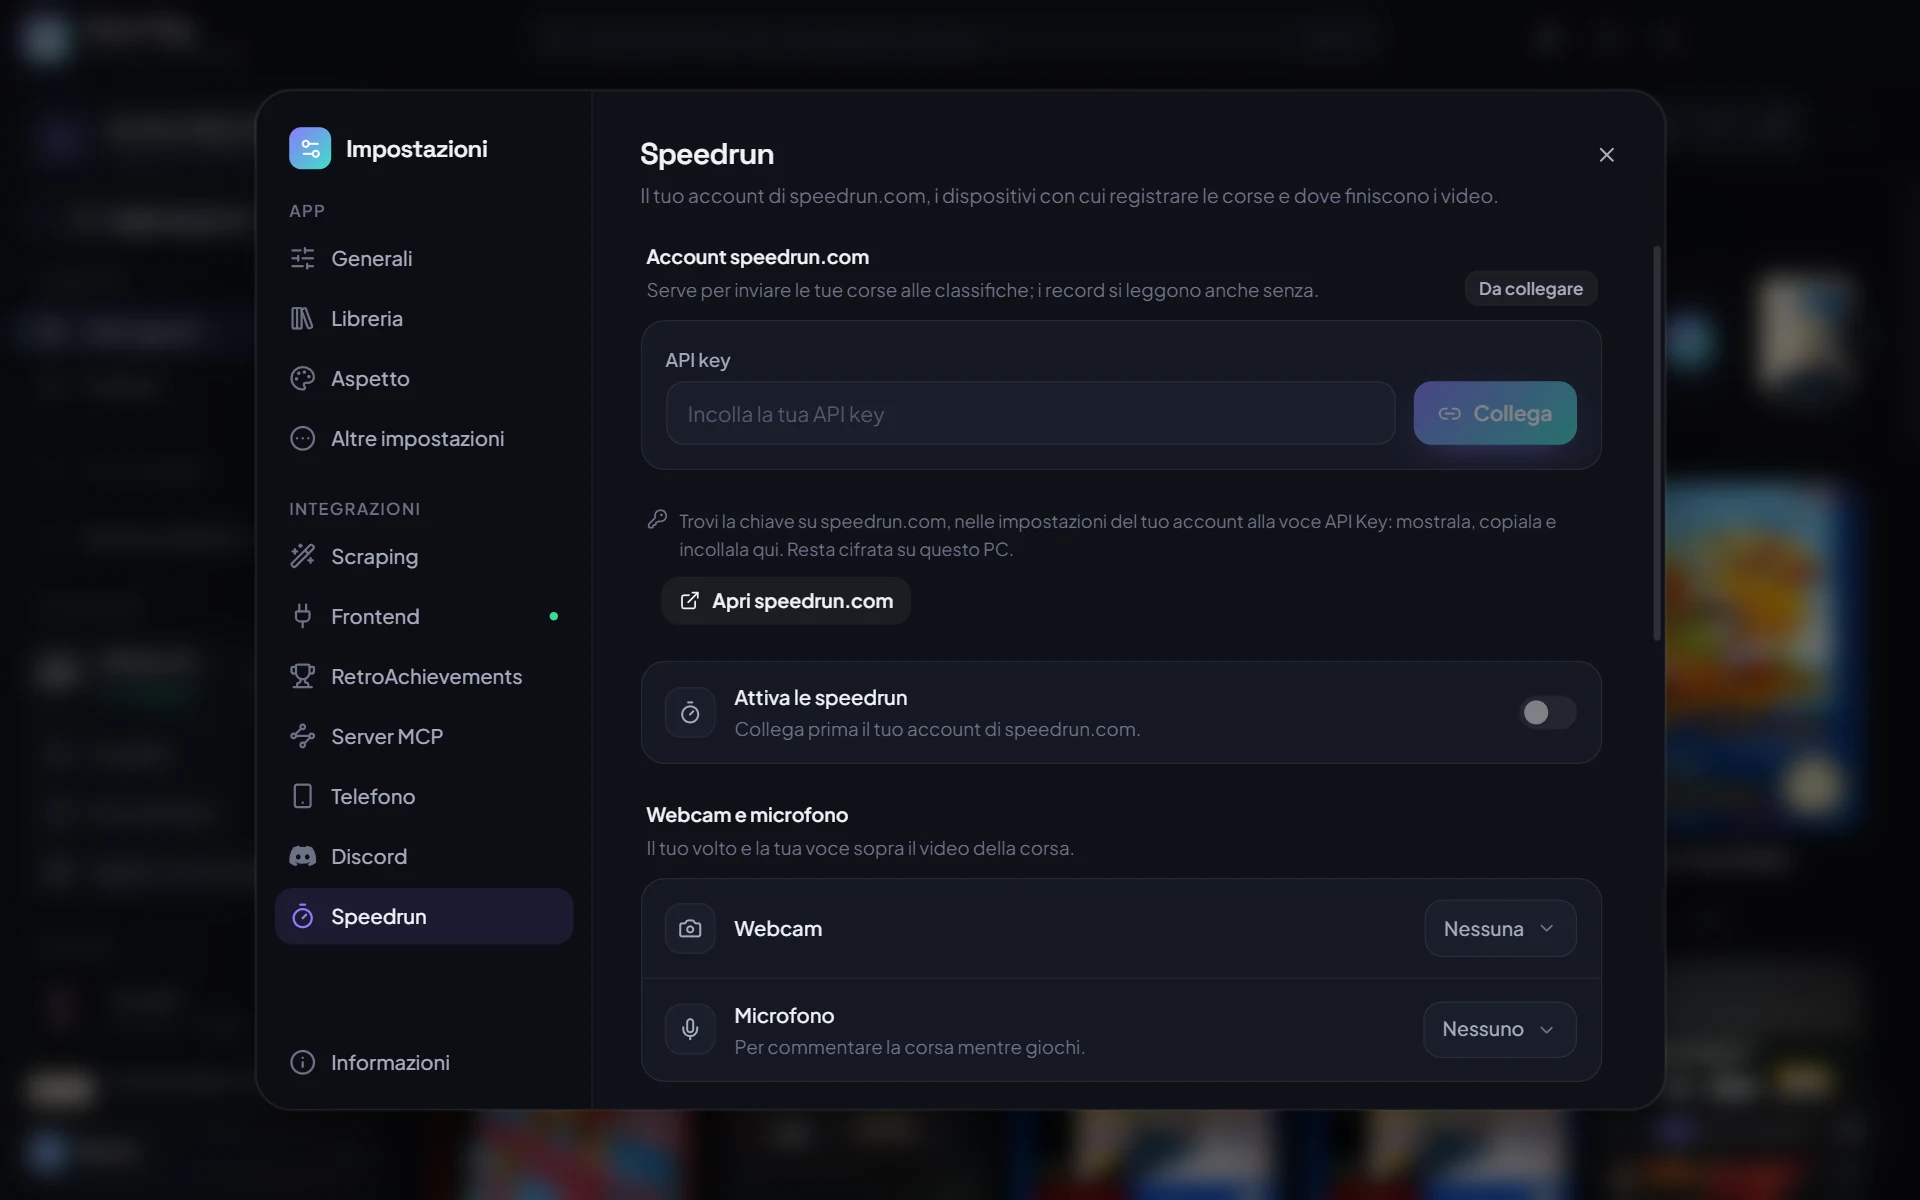 Impostazioni
APP
Generali
Libreria
Aspetto
Altre impostazioni
INTEGRAZIONI
Scraping
Frontend
RetroAchievements
Server MCP
Telefono
Discord
Speedrun
Informazioni
Speedrun
Il tuo account di speedrun.com, i dispositivi con cui registrare le corse e dove finiscono i video.
Account speedrun.com
Serve per inviare le tue corse alle classifiche; i record si leggono anche senza.
Da collegare
API key
Incolla la tua API key
Collega
Trovi la chiave su speedrun.com, nelle impostazioni del tuo account alla voce API Key: mostrala, copiala e
incollala qui. Resta cifrata su questo PC.
Apri speedrun.com
Attiva le speedrun
Collega prima il tuo account di speedrun.com.
Webcam e microfono
Il tuo volto e la tua voce sopra il video della corsa.
Webcam
Nessuna
Microfono
Per commentare la corsa mentre giochi.
Nessuno